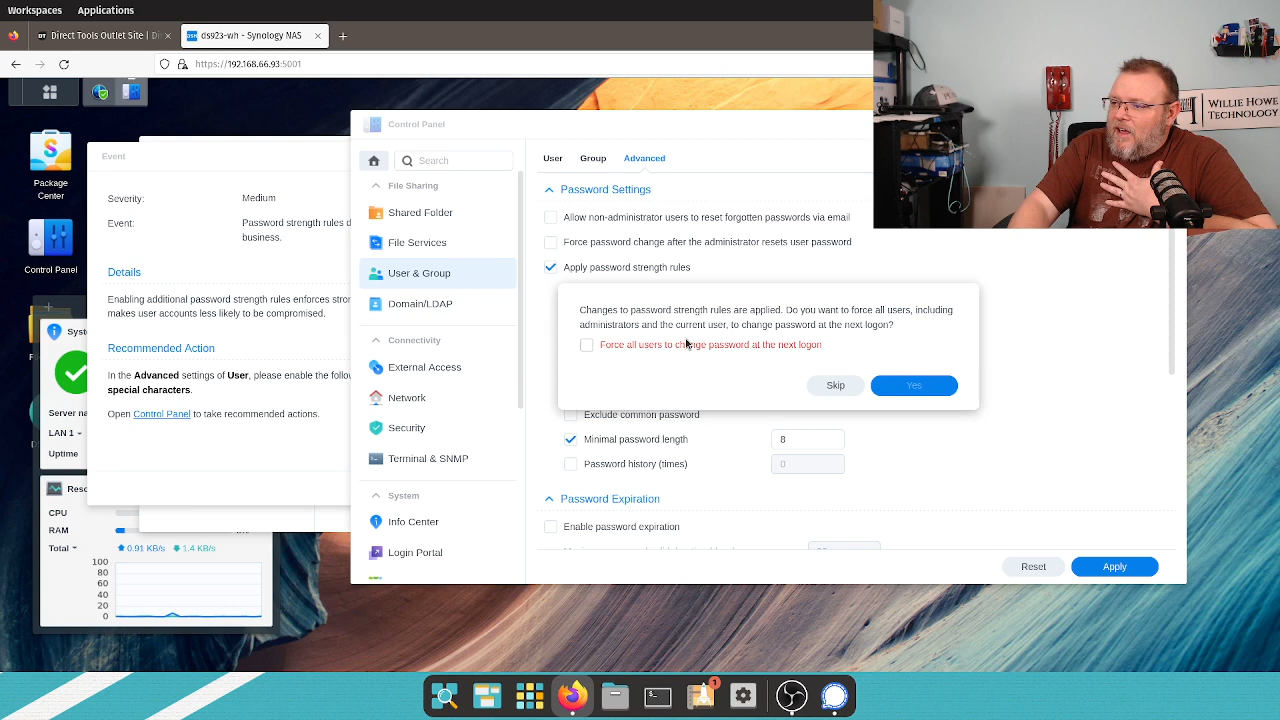 Workspaces
Applications
Direct Tools Outlet Site | Di
ds923-wh - Synology NAS
https://192.168.66.93:5001
WILLIE HOWE
TECHNOLOGY
Package
Center
Control Panel
Event
Severity:
Medium
Event:
Password strength rules d
business.
Details
Enabling additional password strength rules enforces stron
makes user accounts less likely to be compromised.
Recommended Action
In the Advanced settings of User, please enable the follo
special characters.
Open Control Panel to take recommended actions.
Syst
Server na
LAN 1
Uptime
Reso
CPU
RAM
Total
0.91 KB/s
1.4 KB/s
100
80
60
40
20
0
Control Panel
Search
File Sharing
Shared Folder
File Services
User & Group
Domain/LDAP
Connectivity
External Access
Network
Security
Terminal & SNMP
System
Info Center
Login Portal
User
Group
Advanced
Password Settings
Allow non-administrator users to reset forgotten passwords via email
Force password change after the administrator resets user password
Apply password strength rules
Changes to password strength rules are applied. Do you want to force all users, including
administrators and the current user, to change password at the next logon?
Force all users to change password at the next logon
Skip
Yes
Exclude common password
Minimal password length
8
Password history (times)
0
Password Expiration
Enable password expiration
Reset
Apply
1